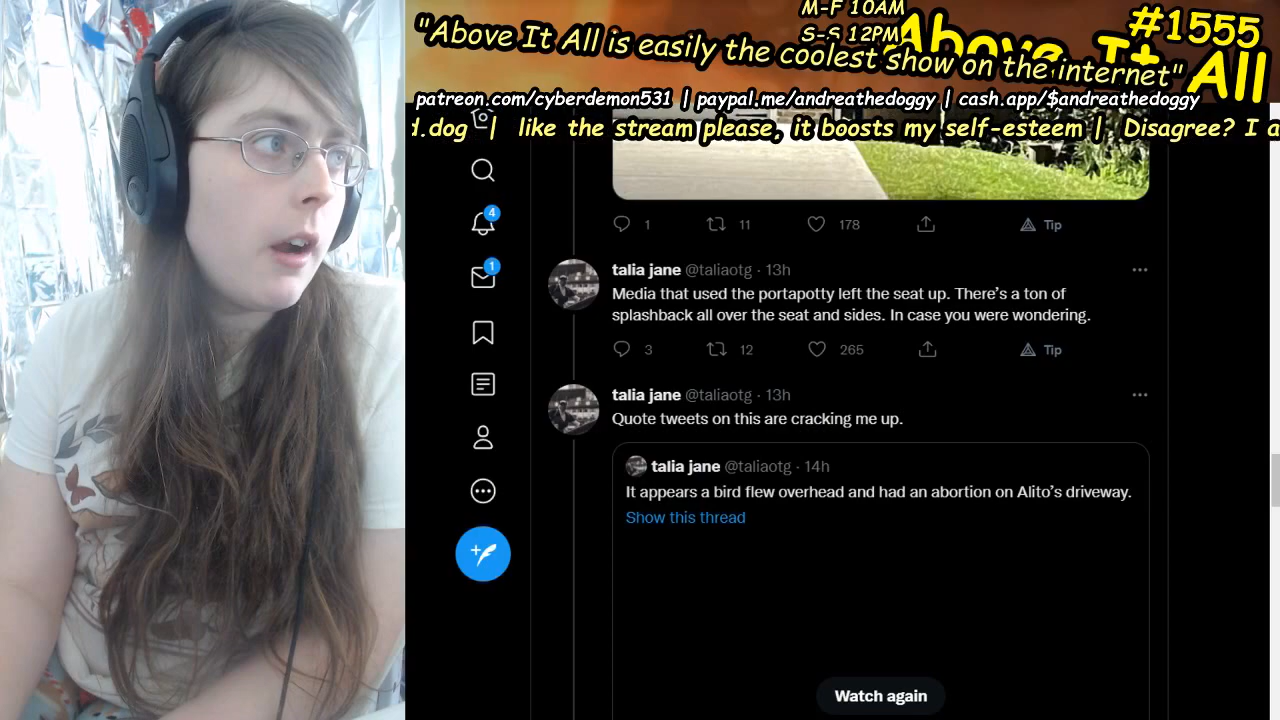 M-F 10AM
S-S 12PM
#1555
Above It All
"Above It All is easily the coolest show on the internet"
patreon.com/cyberdemon531 | paypal.me/andreathedoggy | cash.app/$andreathedoggy
d.dog | like the stream please, it boosts my self-esteem | Disagree? I a
1 11 178 Tip
4
talia jane @taliaotg · 13h
Media that used the portapotty left the seat up. There's a ton of
splashback all over the seat and sides. In case you were wondering.
1
3 12 265 Tip
talia jane @taliaotg · 13h
Quote tweets on this are cracking me up.
talia jane @taliaotg · 14h
It appears a bird flew overhead and had an abortion on Alito's driveway.
Show this thread
Watch again